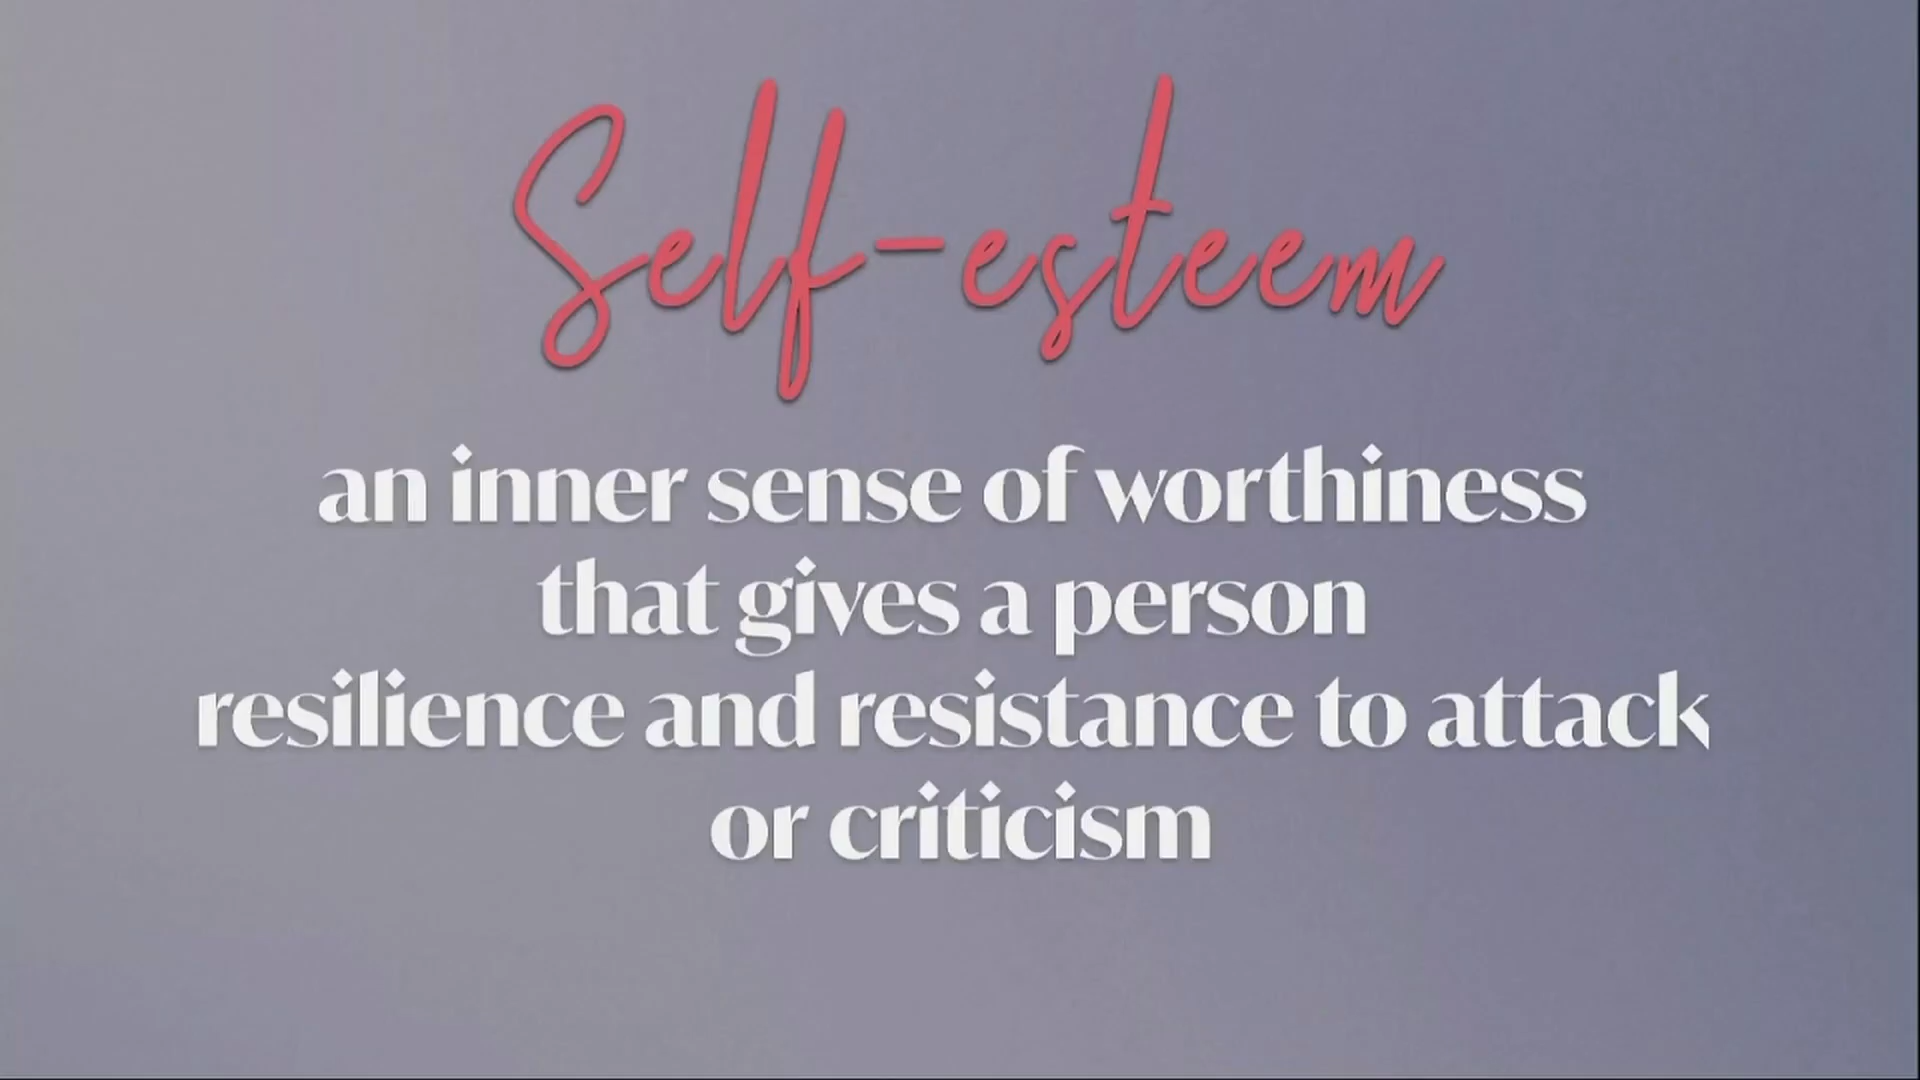 Self-esteem
an inner sense of worthiness
that gives a person
resilience and resistance to attack
or criticism